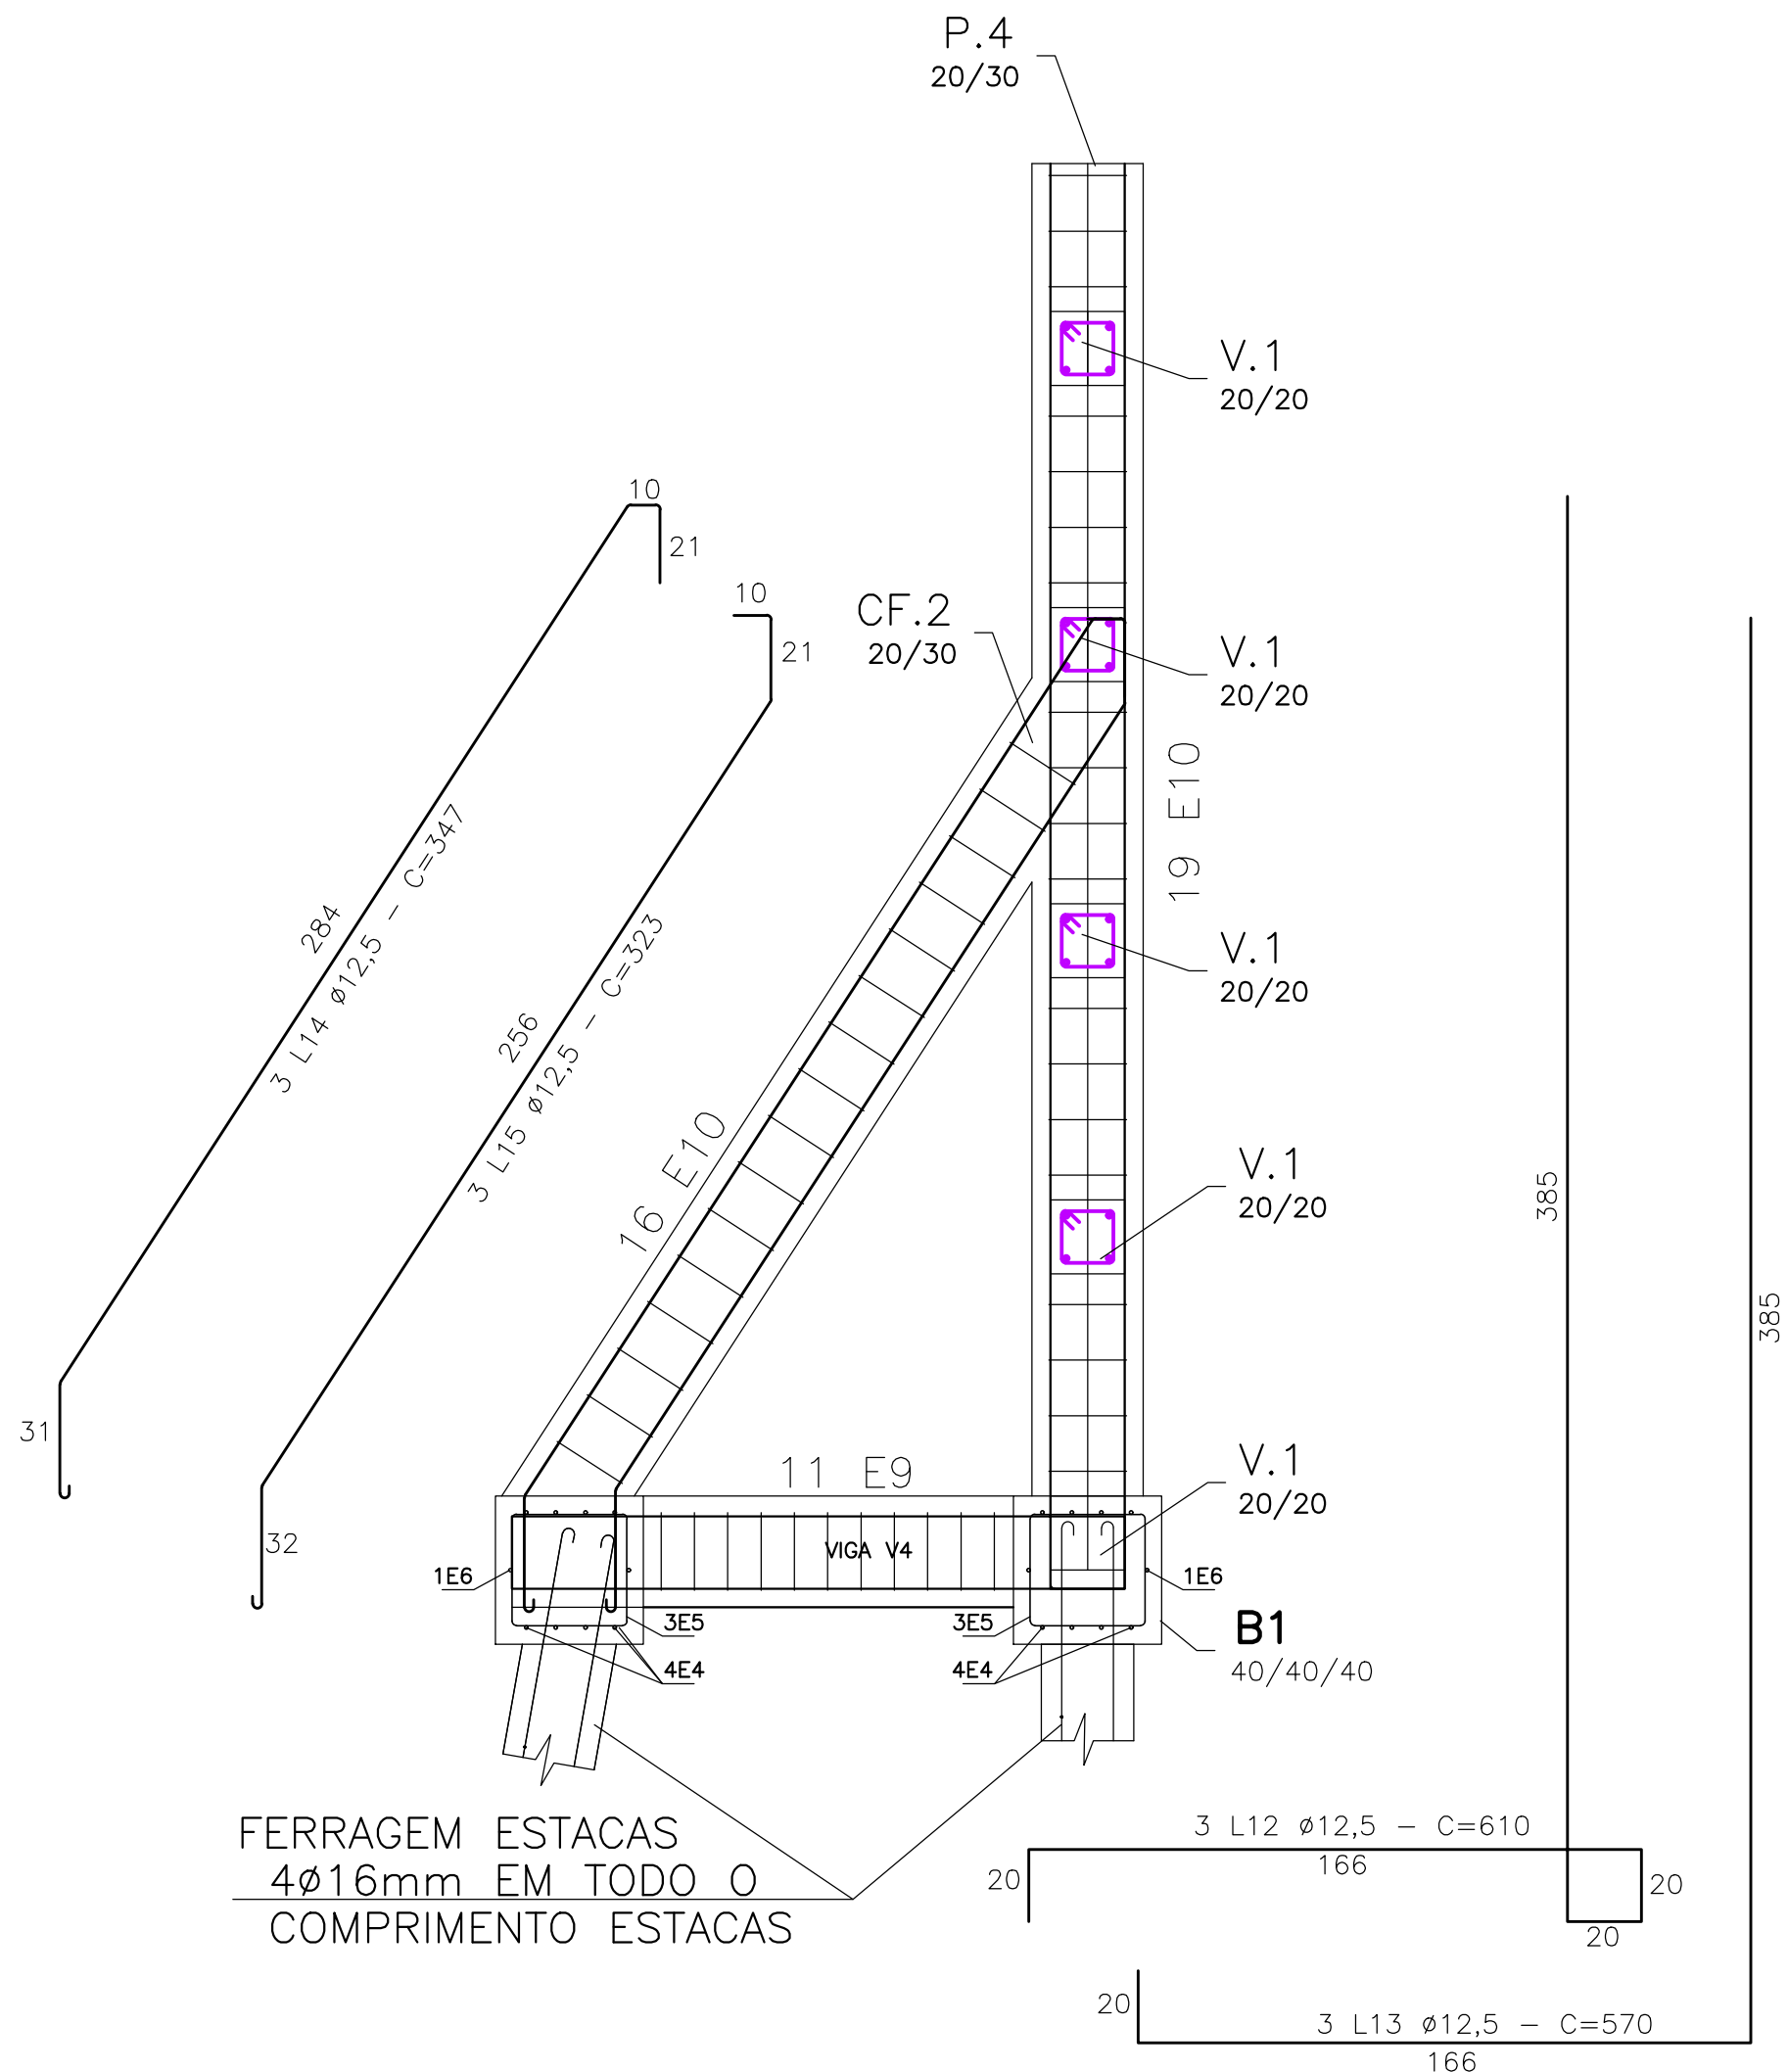 P.4
20/30
V.1
20/20
10
21
10
21
CF.2
20/30
V.1
20/20
19 E10
284
3 L14 ø12,5 - C=347
256
3 L15 ø12,5 - C=323
V.1
20/20
16 E10
V.1
20/20
385
385
31
32
11 E9
V.1
20/20
VIGA V4
1E6
1E6
3E5
3E5
4E4
4E4
B1
40/40/40
FERRAGEM ESTACAS
4ø16mm EM TODO O
COMPRIMENTO ESTACAS
3 L12 ø12,5 - C=610
166
20
20
20
20
3 L13 ø12,5 - C=570
166